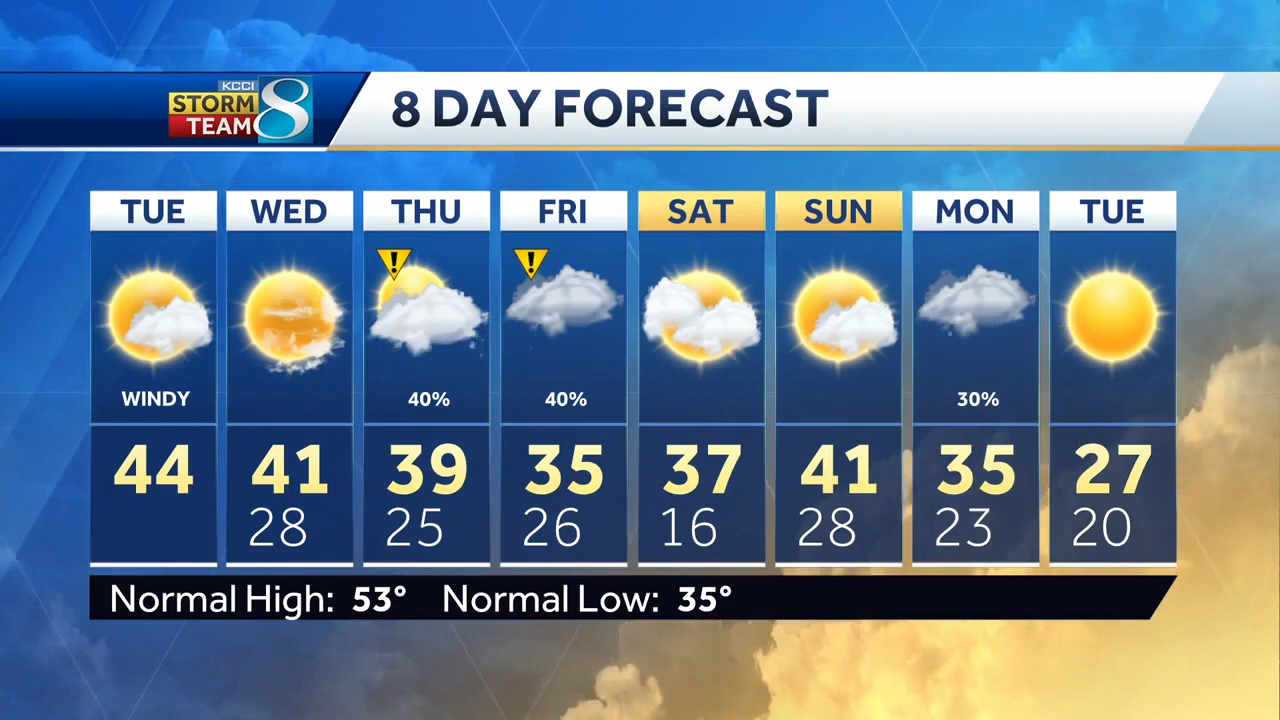 KCCI
STORM
TEAM 8
8 DAY FORECAST
TUE WED THU FRI SAT SUN MON TUE
! !
WINDY 40% 40% 30%
44 41 39 35 37 41 35 27
28 25 26 16 28 23 20
Normal High: 53° Normal Low: 35°